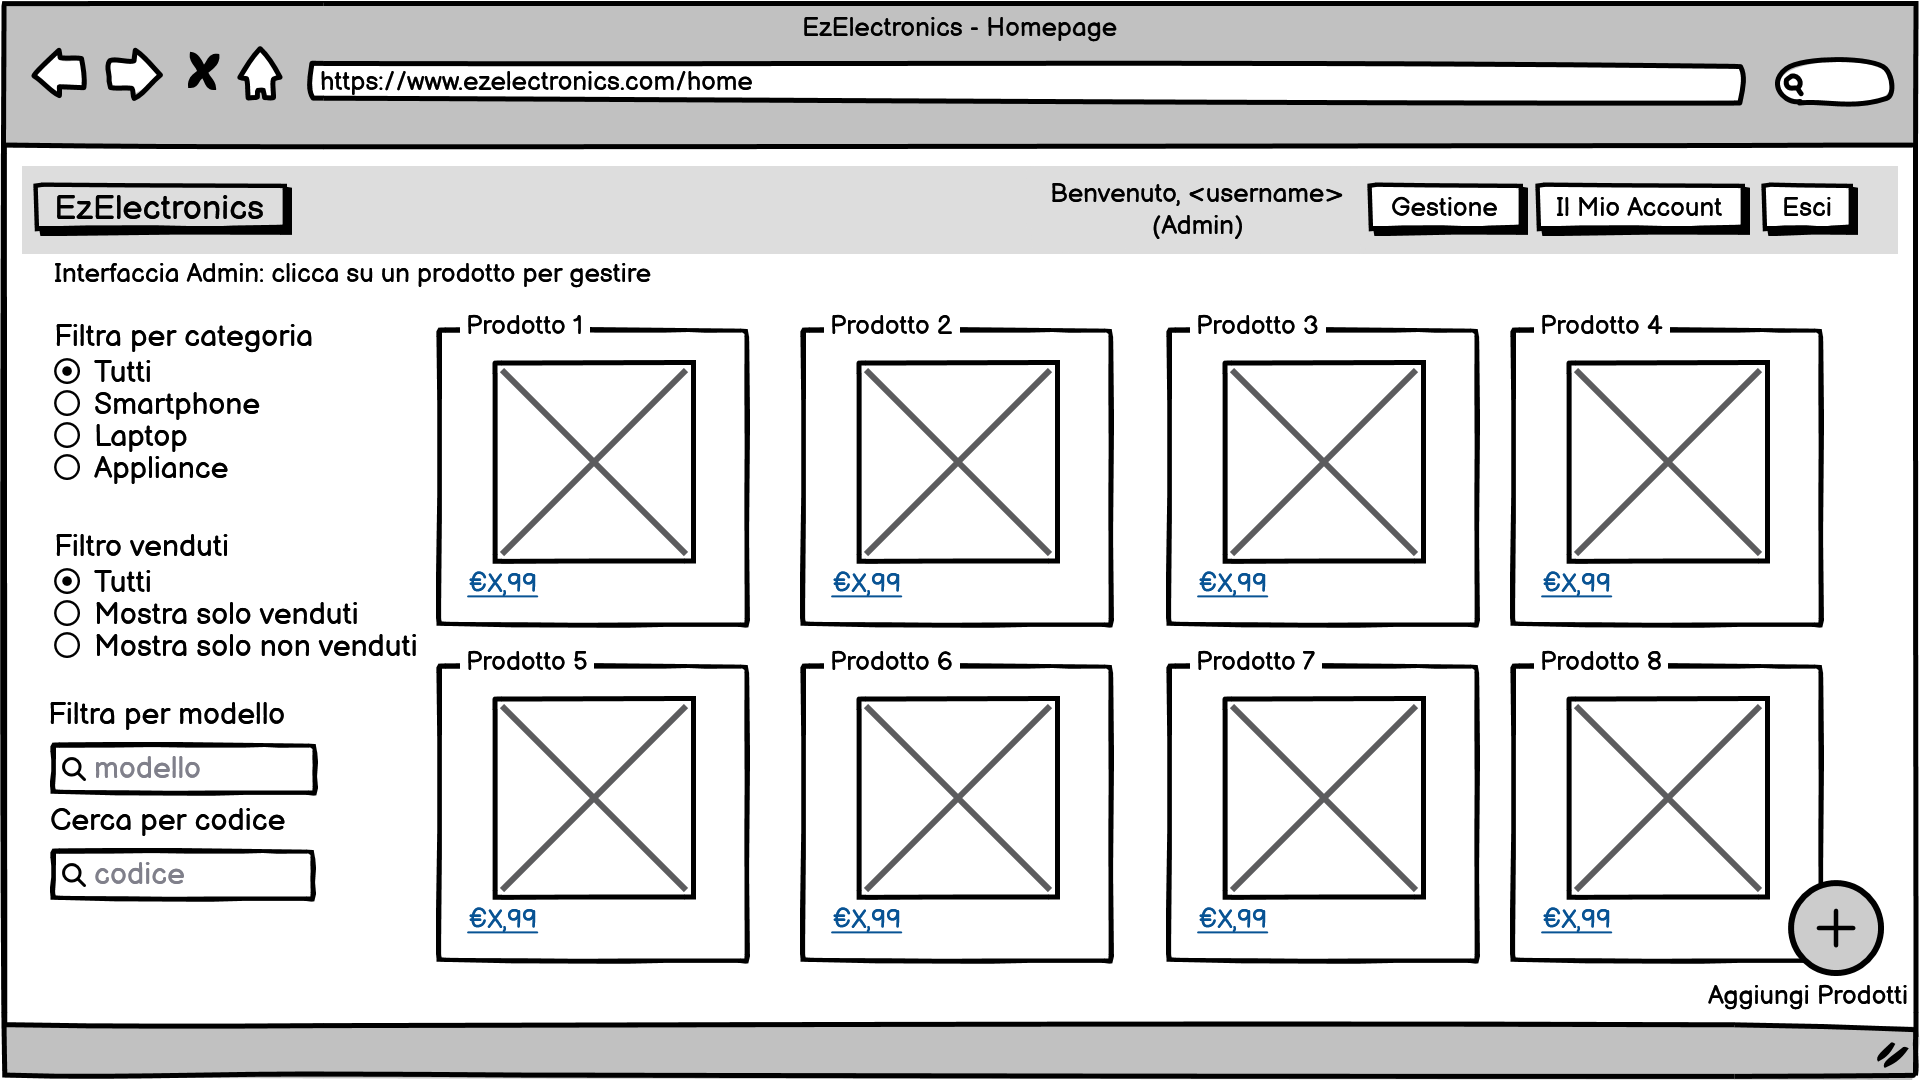 EzElectronics - Homepage
https://www.ezelectronics.com/home
EzElectronics
Benvenuto, <username>
(Admin)
Gestione
Il Mio Account
Esci
Interfaccia Admin: clicca su un prodotto per gestire
Filtra per categoria
Tutti
Smartphone
Laptop
Appliance
Filtro venduti
Tutti
Mostra solo venduti
Mostra solo non venduti
Filtra per modello
modello
Cerca per codice
codice
Prodotto 1
€X,99
Prodotto 2
€X,99
Prodotto 3
€X,99
Prodotto 4
€X,99
Prodotto 5
€X,99
Prodotto 6
€X,99
Prodotto 7
€X,99
Prodotto 8
€X,99
Aggiungi Prodotti